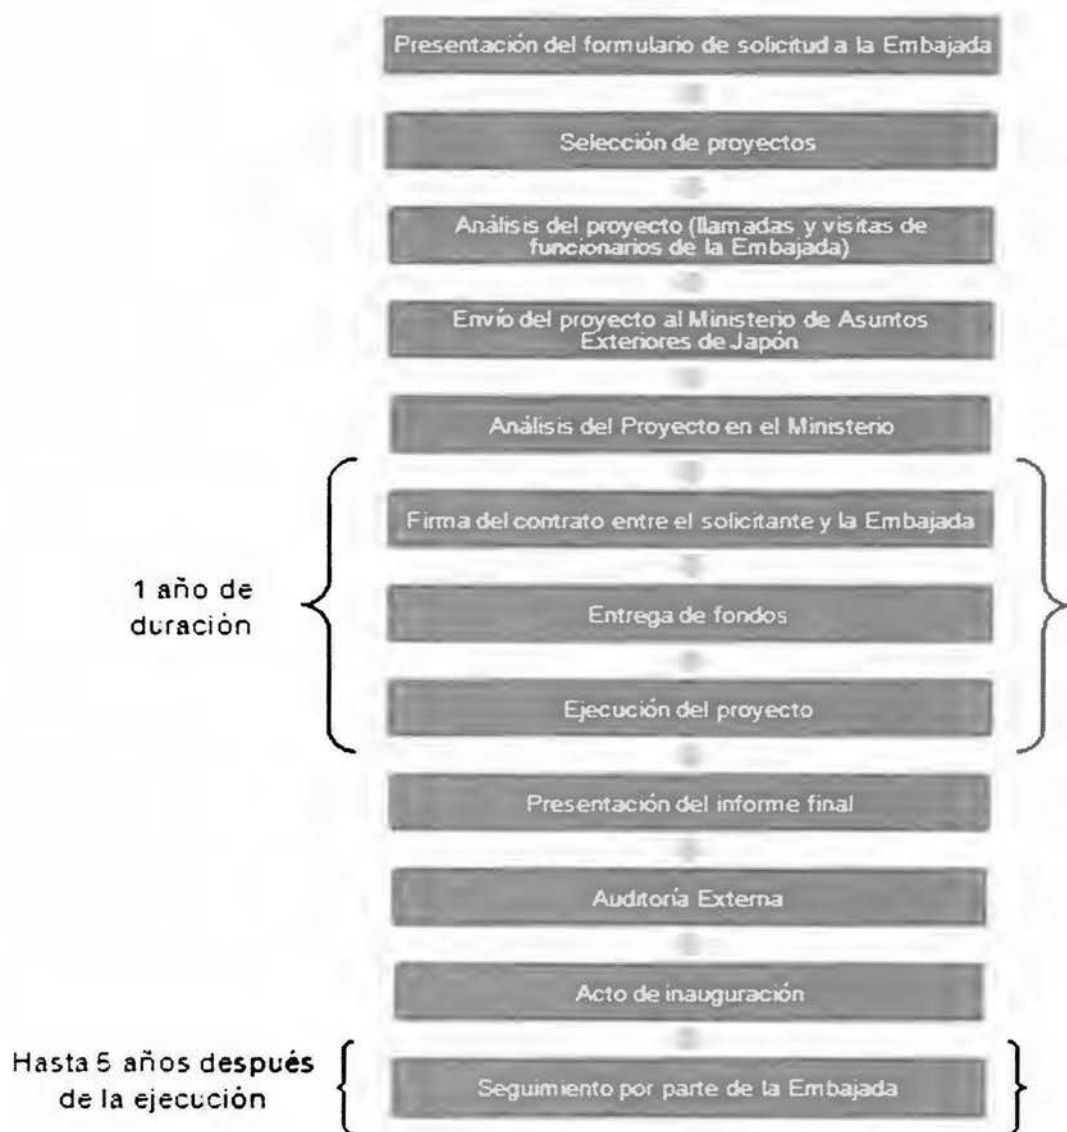 Presentación del formulario de solicitud a la Embajada
Selección de proyectos
Análisis del proyecto (llamadas y visitas de
funcionarios de la Embajada)
Envío del proyecto al Ministerio de Asuntos
Exteriores de Japón
Análisis del Proyecto en el Ministerio
Firma del contrato entre el solicitante y la Embajada
1 año de
duración
Entrega de fondos
Ejecución del proyecto
Presentación del informe final
Auditoría Externa
Acto de inauguración
Hasta 5 años después
de la ejecución
Seguimiento por parte de la Embajada